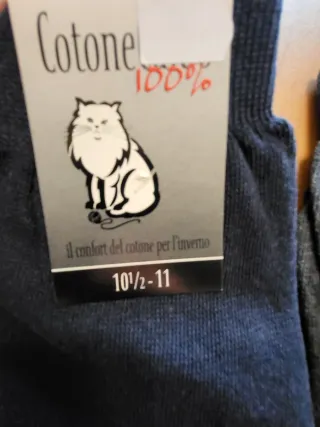 Cotone
100%
il confort del cotone per l'inverno
10½-11